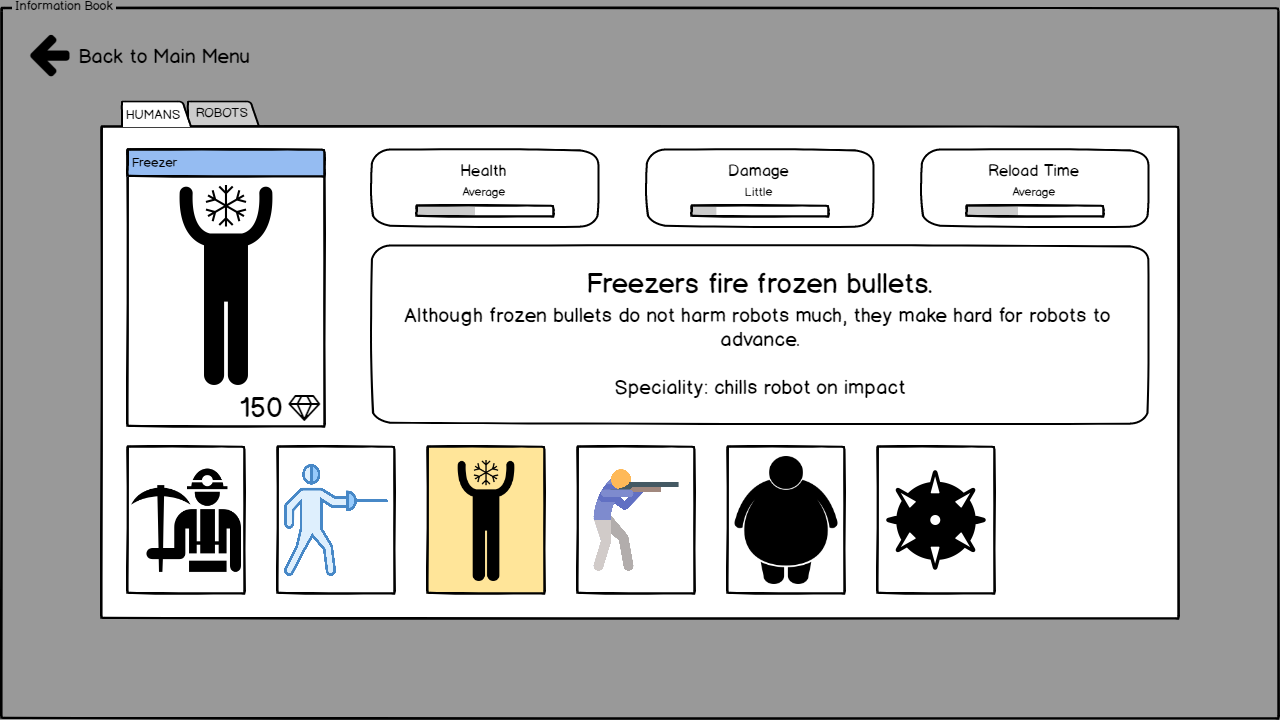 Information Book
Back to Main Menu
HUMANS
ROBOTS
Freezer
150
Health
Average
Damage
Little
Reload Time
Average
Freezers fire frozen bullets.
Although frozen bullets do not harm robots much, they make hard for robots to
advance.
Speciality: chills robot on impact